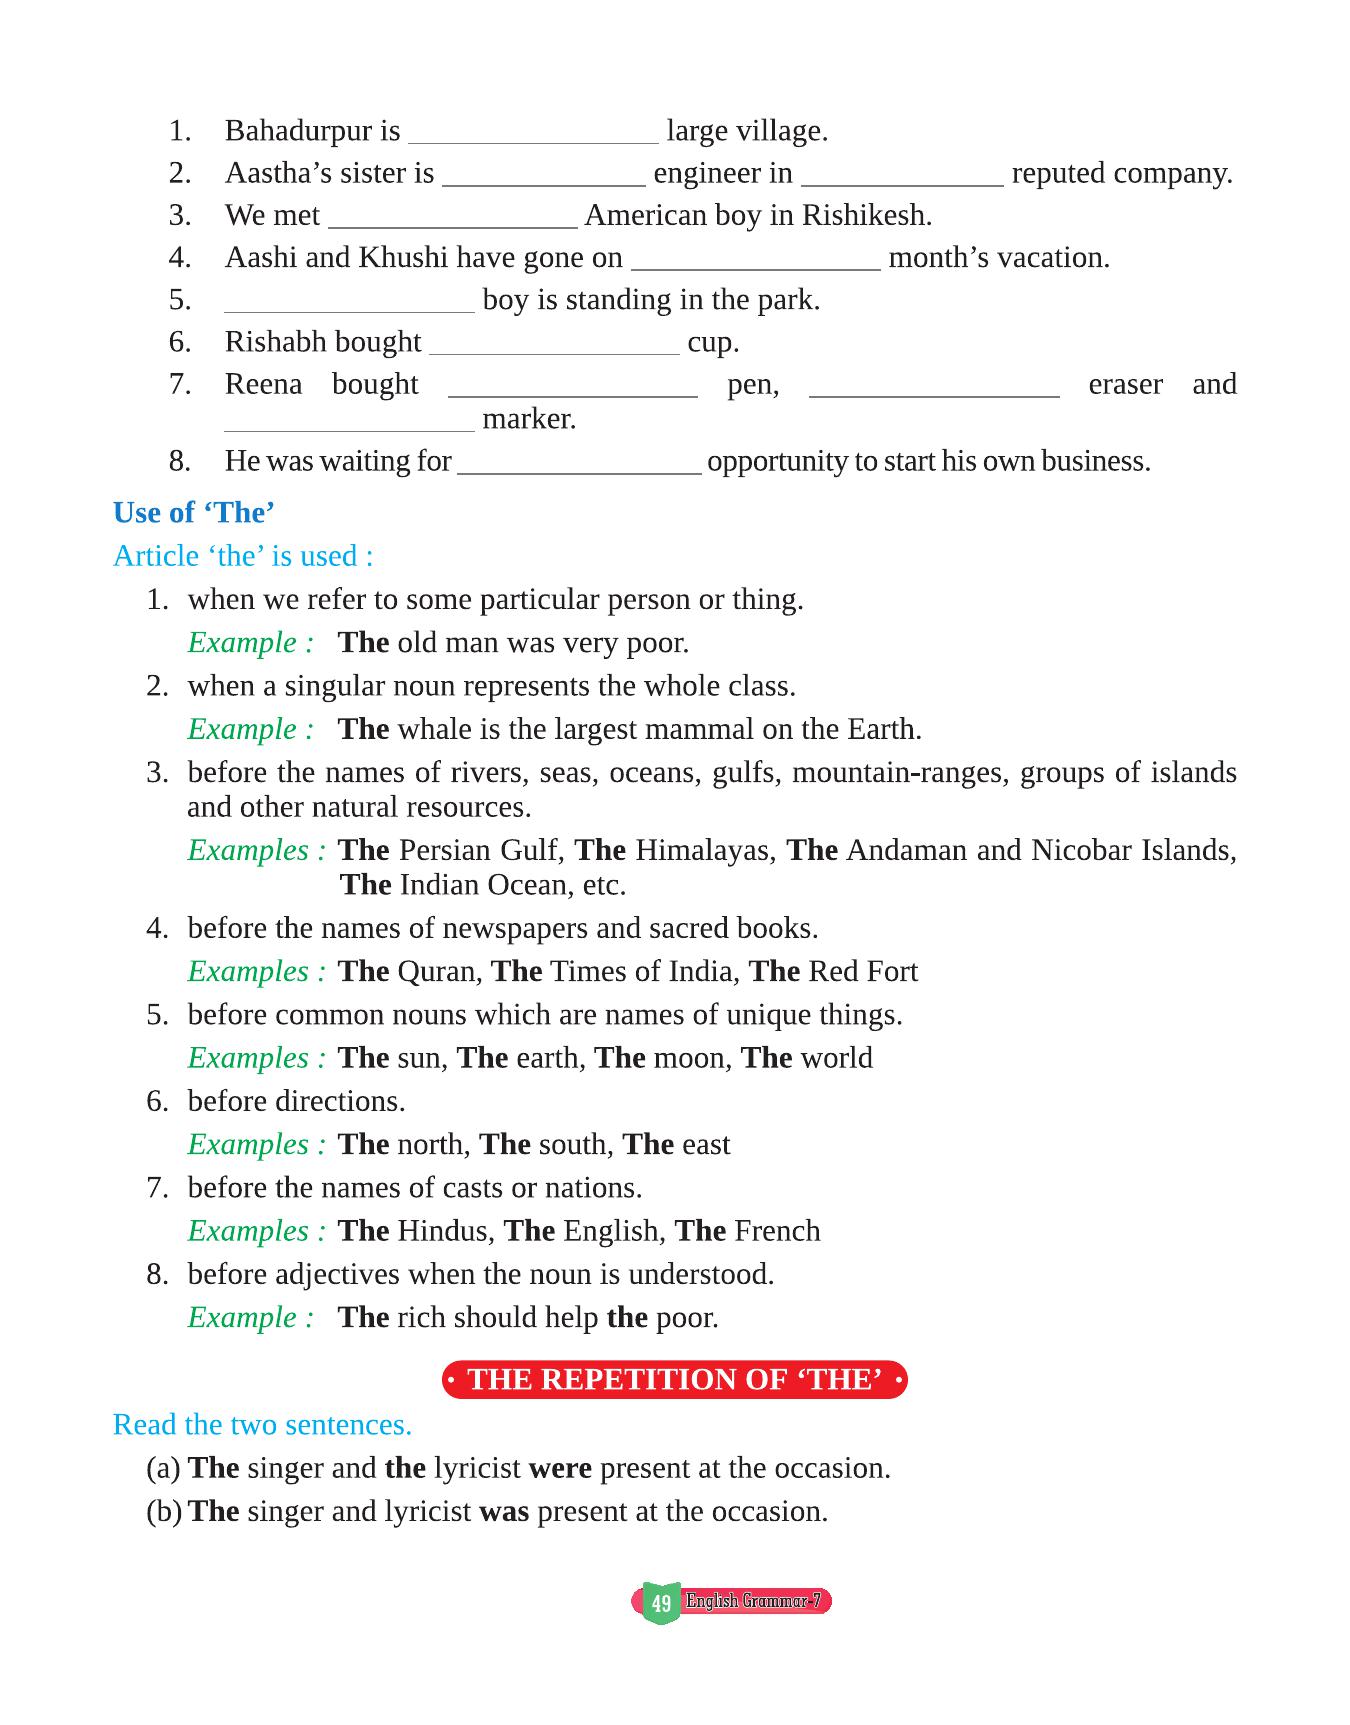 1. Bahadurpur is ________________ large village.
2. Aastha’s sister is _____________ engineer in _____________ reputed company.
3. We met ________________ American boy in Rishikesh.
4. Aashi and Khushi have gone on ________________ month’s vacation.
5. ________________ boy is standing in the park.
6. Rishabh bought ________________ cup.
7. Reena bought ________________ pen, ________________ eraser and
________________ marker.
8. He was waiting for ________________ opportunity to start his own business.
Use of ‘The’
Article ‘the’ is used :
1. when we refer to some particular person or thing.
Example : The old man was very poor.
2. when a singular noun represents the whole class.
Example : The whale is the largest mammal on the Earth.
3. before the names of rivers, seas, oceans, gulfs, mountain-ranges, groups of islands
and other natural resources.
Examples : The Persian Gulf, The Himalayas, The Andaman and Nicobar Islands,
The Indian Ocean, etc.
4. before the names of newspapers and sacred books.
Examples : The Quran, The Times of India, The Red Fort
5. before common nouns which are names of unique things.
Examples : The sun, The earth, The moon, The world
6. before directions.
Examples : The north, The south, The east
7. before the names of casts or nations.
Examples : The Hindus, The English, The French
8. before adjectives when the noun is understood.
Example : The rich should help the poor.
• THE REPETITION OF ‘THE’ •
Read the two sentences.
(a) The singer and the lyricist were present at the occasion.
(b) The singer and lyricist was present at the occasion.
49 English Grammar-7